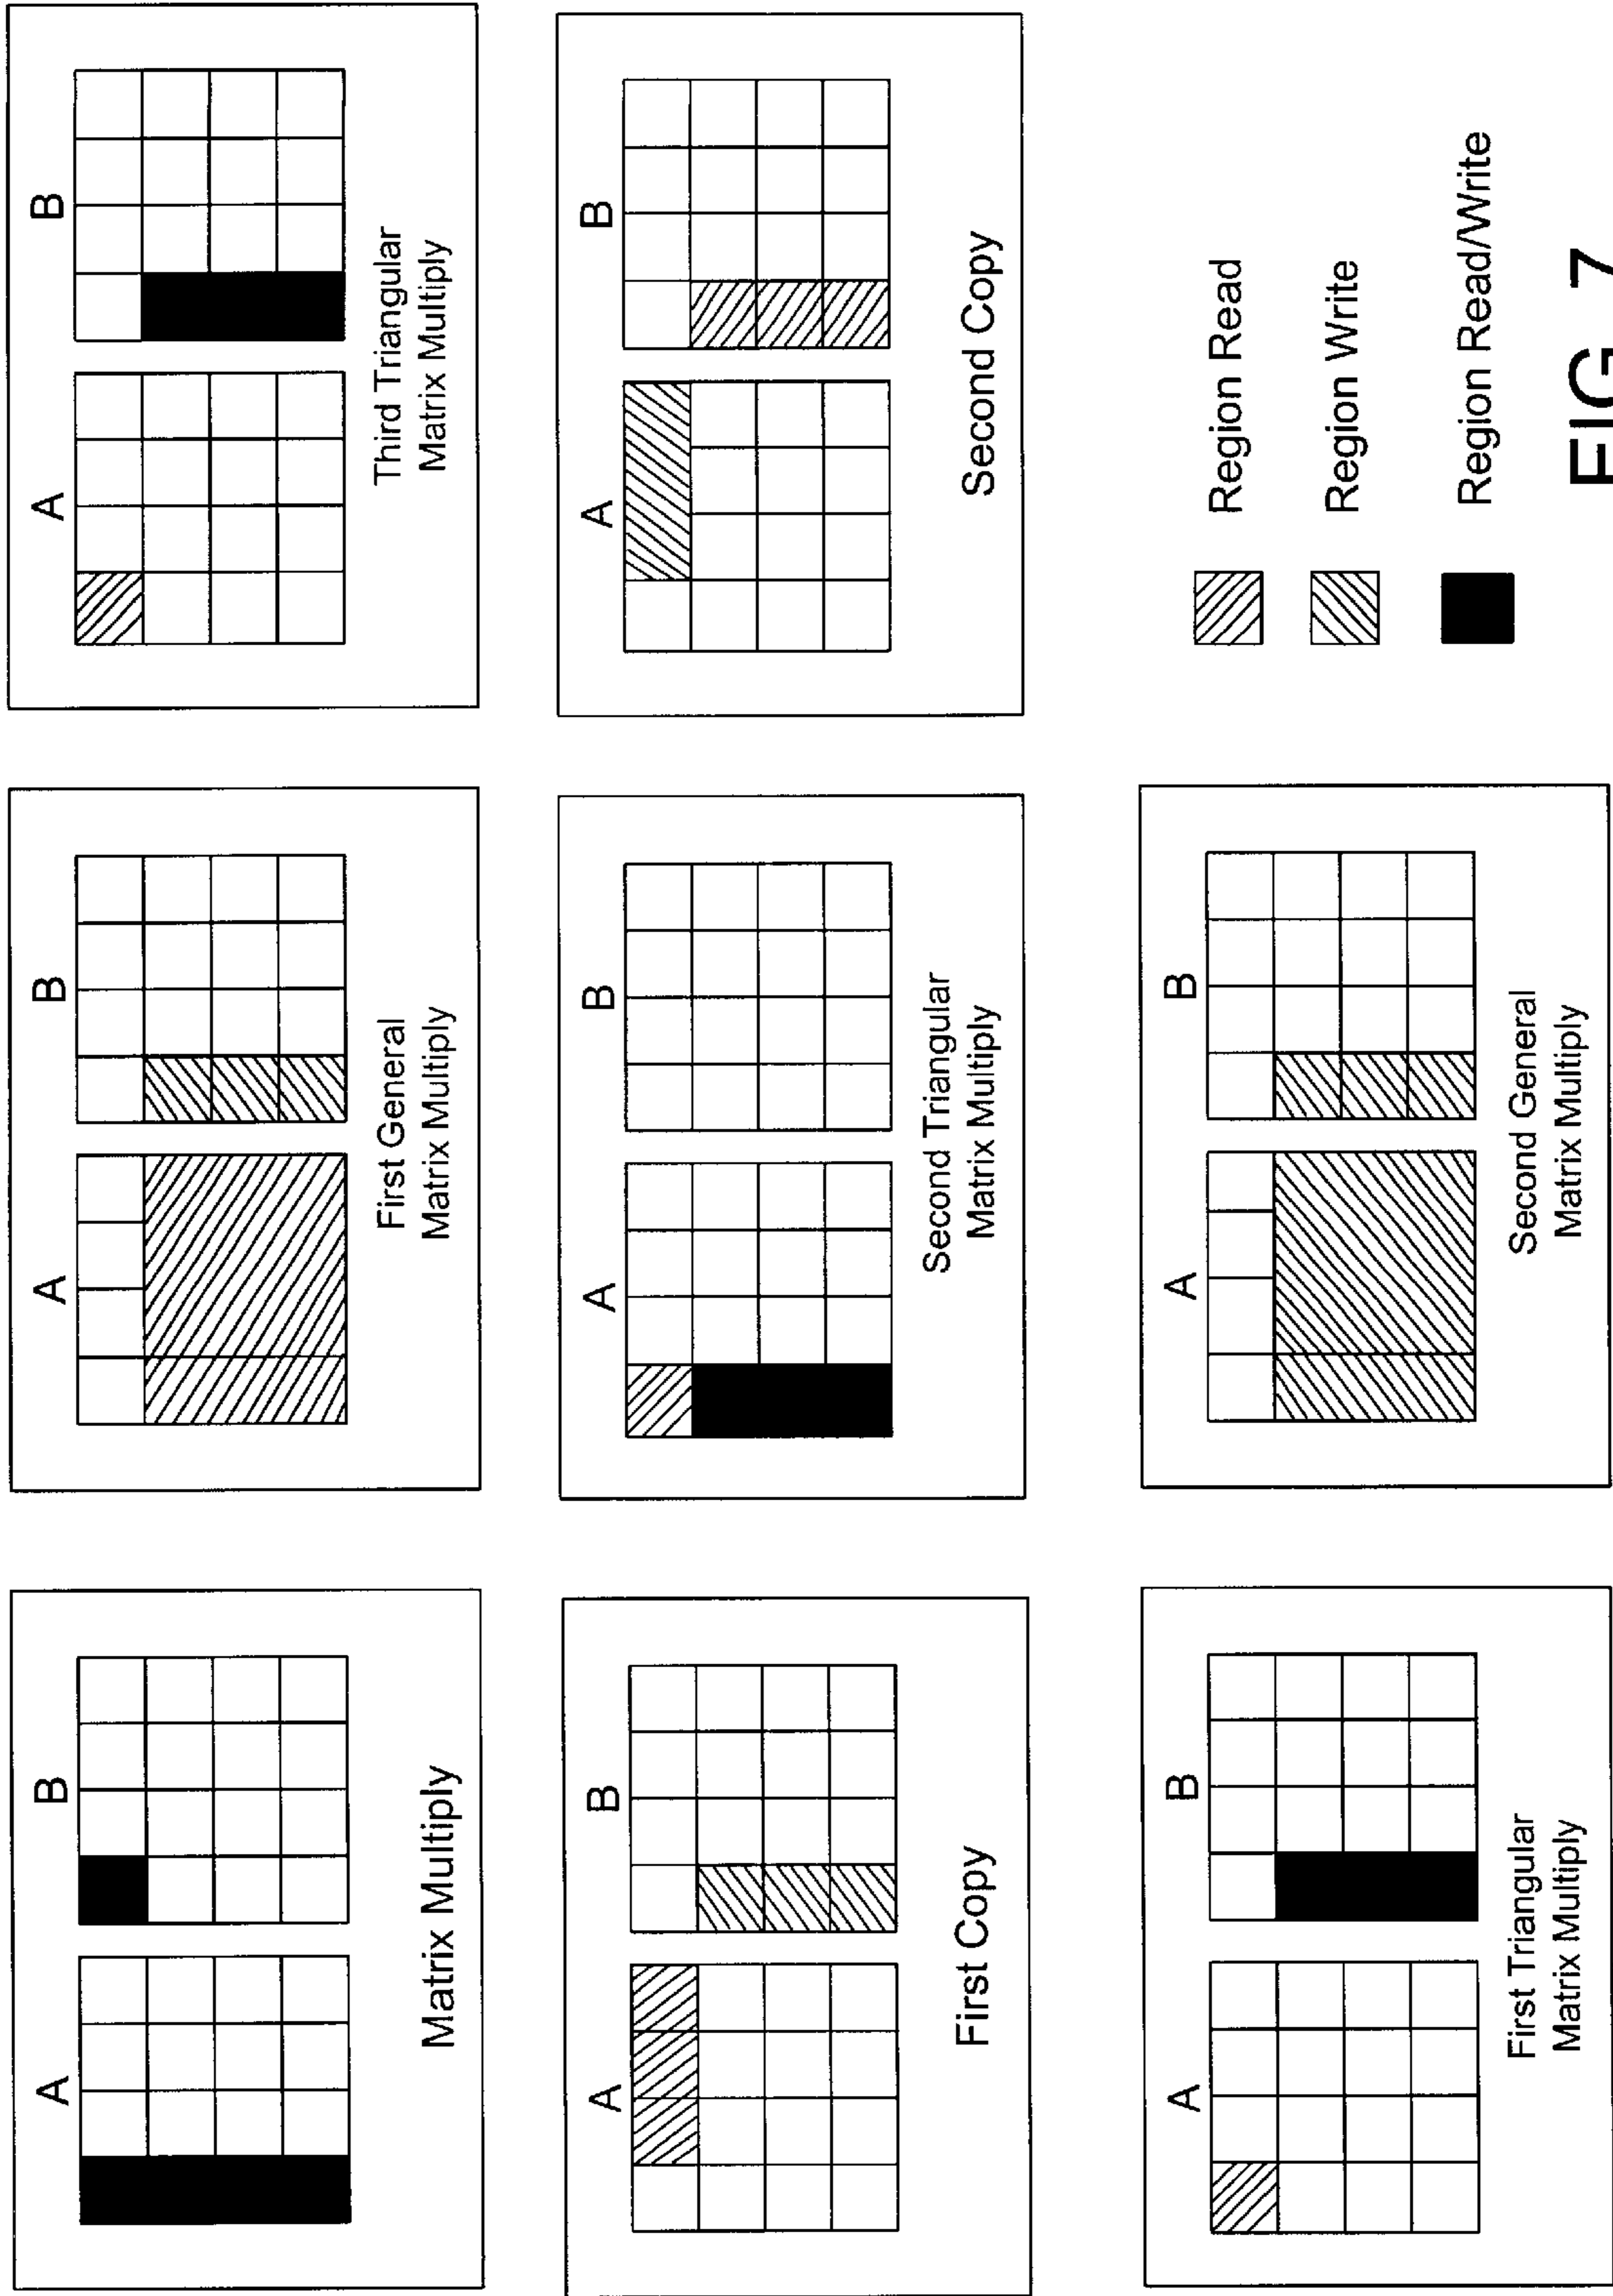 A B
Matrix Multiply
A B
First General
Matrix Multiply
A B
Third Triangular
Matrix Multiply
A B
First Copy
A B
Second Triangular
Matrix Multiply
A B
Second Copy
A B
First Triangular
Matrix Multiply
A B
Second General
Matrix Multiply
Region Read
Region Write
Region Read/Write
FIG 7